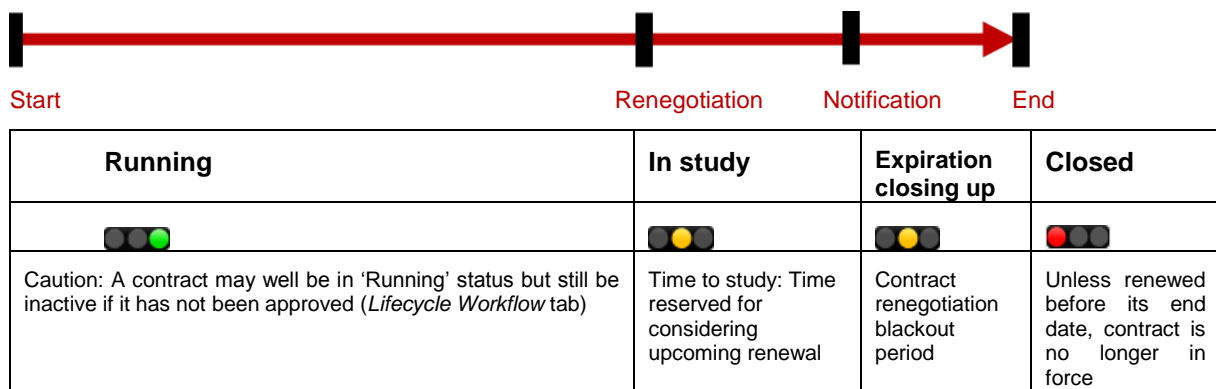 Start Renegotiation Notification End
Running In study Expiration closing up Closed
Caution: A contract may well be in ‘Running’ status but still be
inactive if it has not been approved (Lifecycle Workflow tab)
Time to study: Time
reserved for
considering
upcoming renewal
Contract
renegotiation
blackout
period
Unless renewed
before its end
date, contract is
no longer in
force